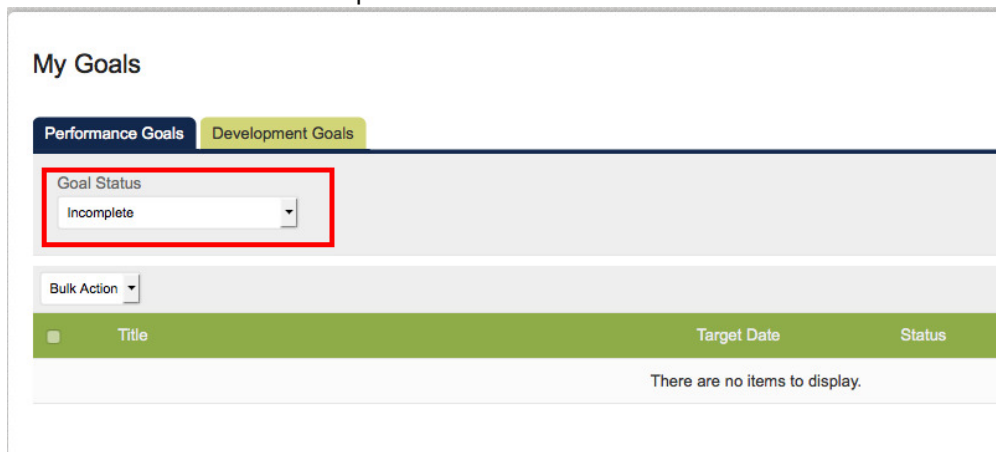 My Goals
Performance Goals Development Goals
Goal Status
Incomplete
Bulk Action
Title Target Date Status
There are no items to display.